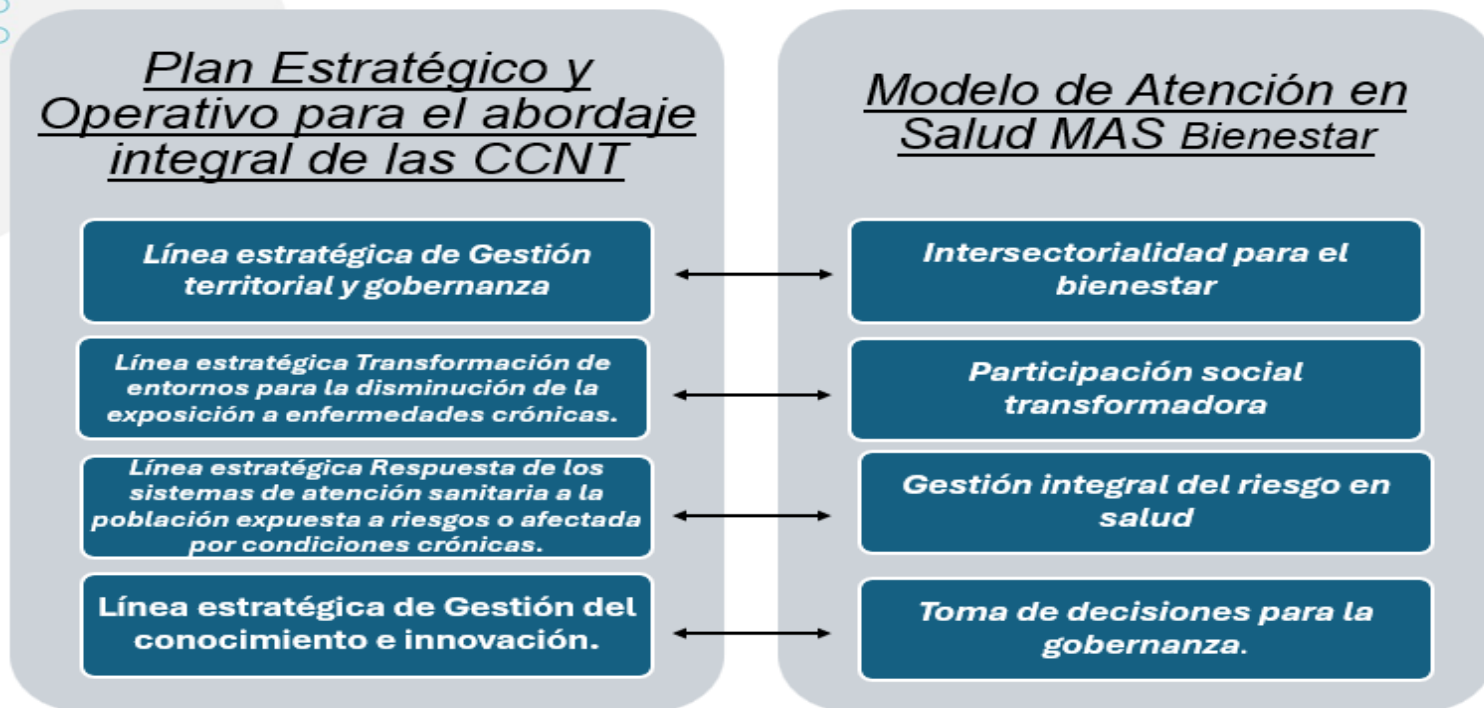 Plan Estratégico y
Operativo para el abordaje
integral de las CCNT
Línea estratégica de Gestión
territorial y gobernanza
Línea estratégica Transformación de
entornos para la disminución de la
exposición a enfermedades crónicas.
Línea estratégica Respuesta de los
sistemas de atención sanitaria a la
población expuesta a riesgos o afectada
por condiciones crónicas.
Línea estratégica de Gestión del
conocimiento e innovación.
Modelo de Atención en
Salud MAS Bienestar
Intersectorialidad para el
bienestar
Participación social
transformadora
Gestión integral del riesgo en
salud
Toma de decisiones para la
gobernanza.